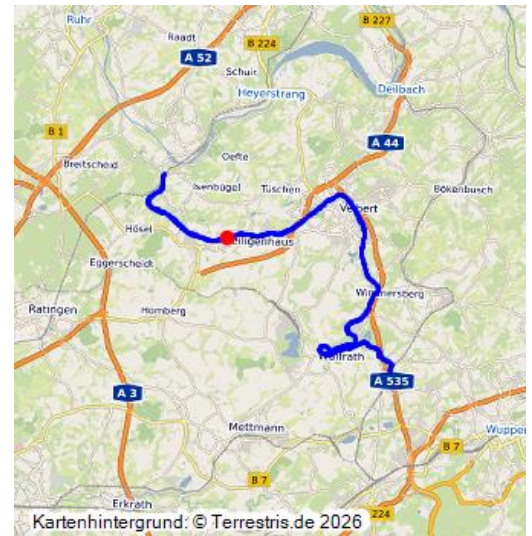 Ruhr
Raadt
B 224
B 227
A 52
Schuir
Heyerstrang
Deilbach
B 1
A 44
Breitscheid
Oefte
Isenbügel
Tüschen
Bökenbusch
Velbert
Hösel
Heiligenhaus
Eggerscheidt
Wimmersberg
Ratingen
Homberg
Wülfrath
A 3
A 535
Mettmann
B 7
Wupper
B 7
Erkrath
224
Kartenhintergrund: © Terrestris.de 2026